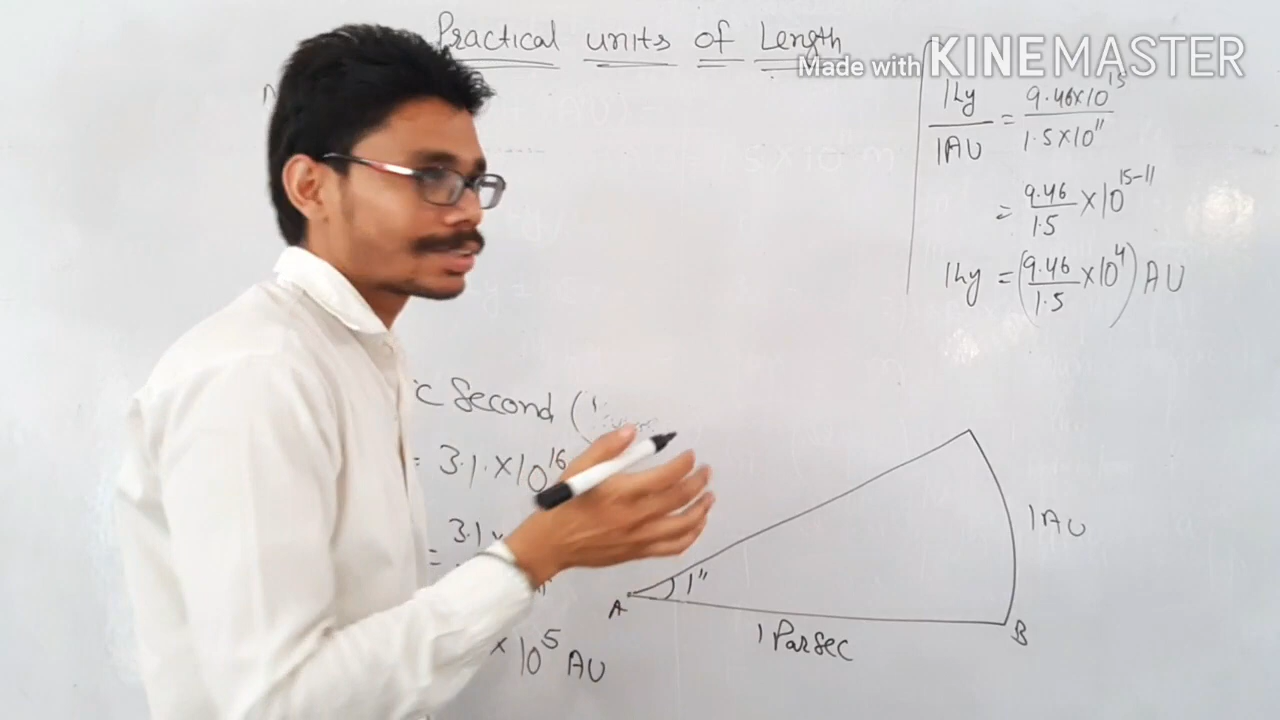 Practical units of Length
Made with KINEMASTER
1Ly/1AU = 9.46×10¹⁵/1.5×10¹¹
= 9.46/1.5 ×10¹⁵⁻¹¹
1Ly = (9.46/1.5 ×10⁴) AU
c Second (1
= 3.1×10¹⁶
= 3.1×
×10⁵ AU
1AU
1"
A
1 Parsec
B